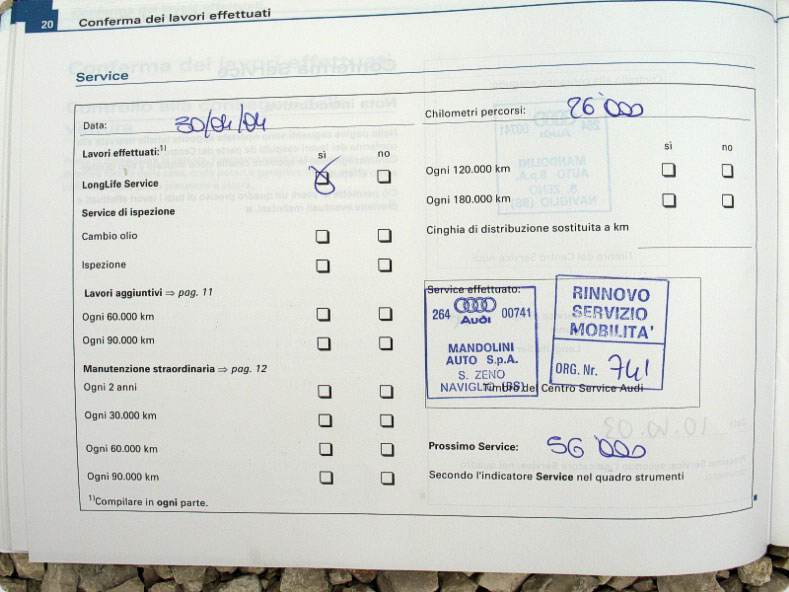 20 Conferma dei lavori effettuati
Service
Data: 30/04/04
Chilometri percorsi: 26'000
Lavori effettuati:1) sì no
LongLife Service
Service di ispezione
Cambio olio
Ispezione
Lavori aggiuntivi ⇒ pag. 11
Ogni 60.000 km
Ogni 90.000 km
Manutenzione straordinaria ⇒ pag. 12
Ogni 2 anni
Ogni 30.000 km
Ogni 60.000 km
Ogni 90.000 km
1)Compilare in ogni parte.
sì no
Ogni 120.000 km
Ogni 180.000 km
Cinghia di distribuzione sostituita a km
Service effettuato:
264 Audi 00741
MANDOLINI
AUTO S.p.A.
S. ZENO
NAVIGLIO (BS)
RINNOVO
SERVIZIO
MOBILITA'
ORG. Nr. 741
Timbro del Centro Service Audi
Prossimo Service: 56'000
Secondo l'indicatore Service nel quadro strumenti